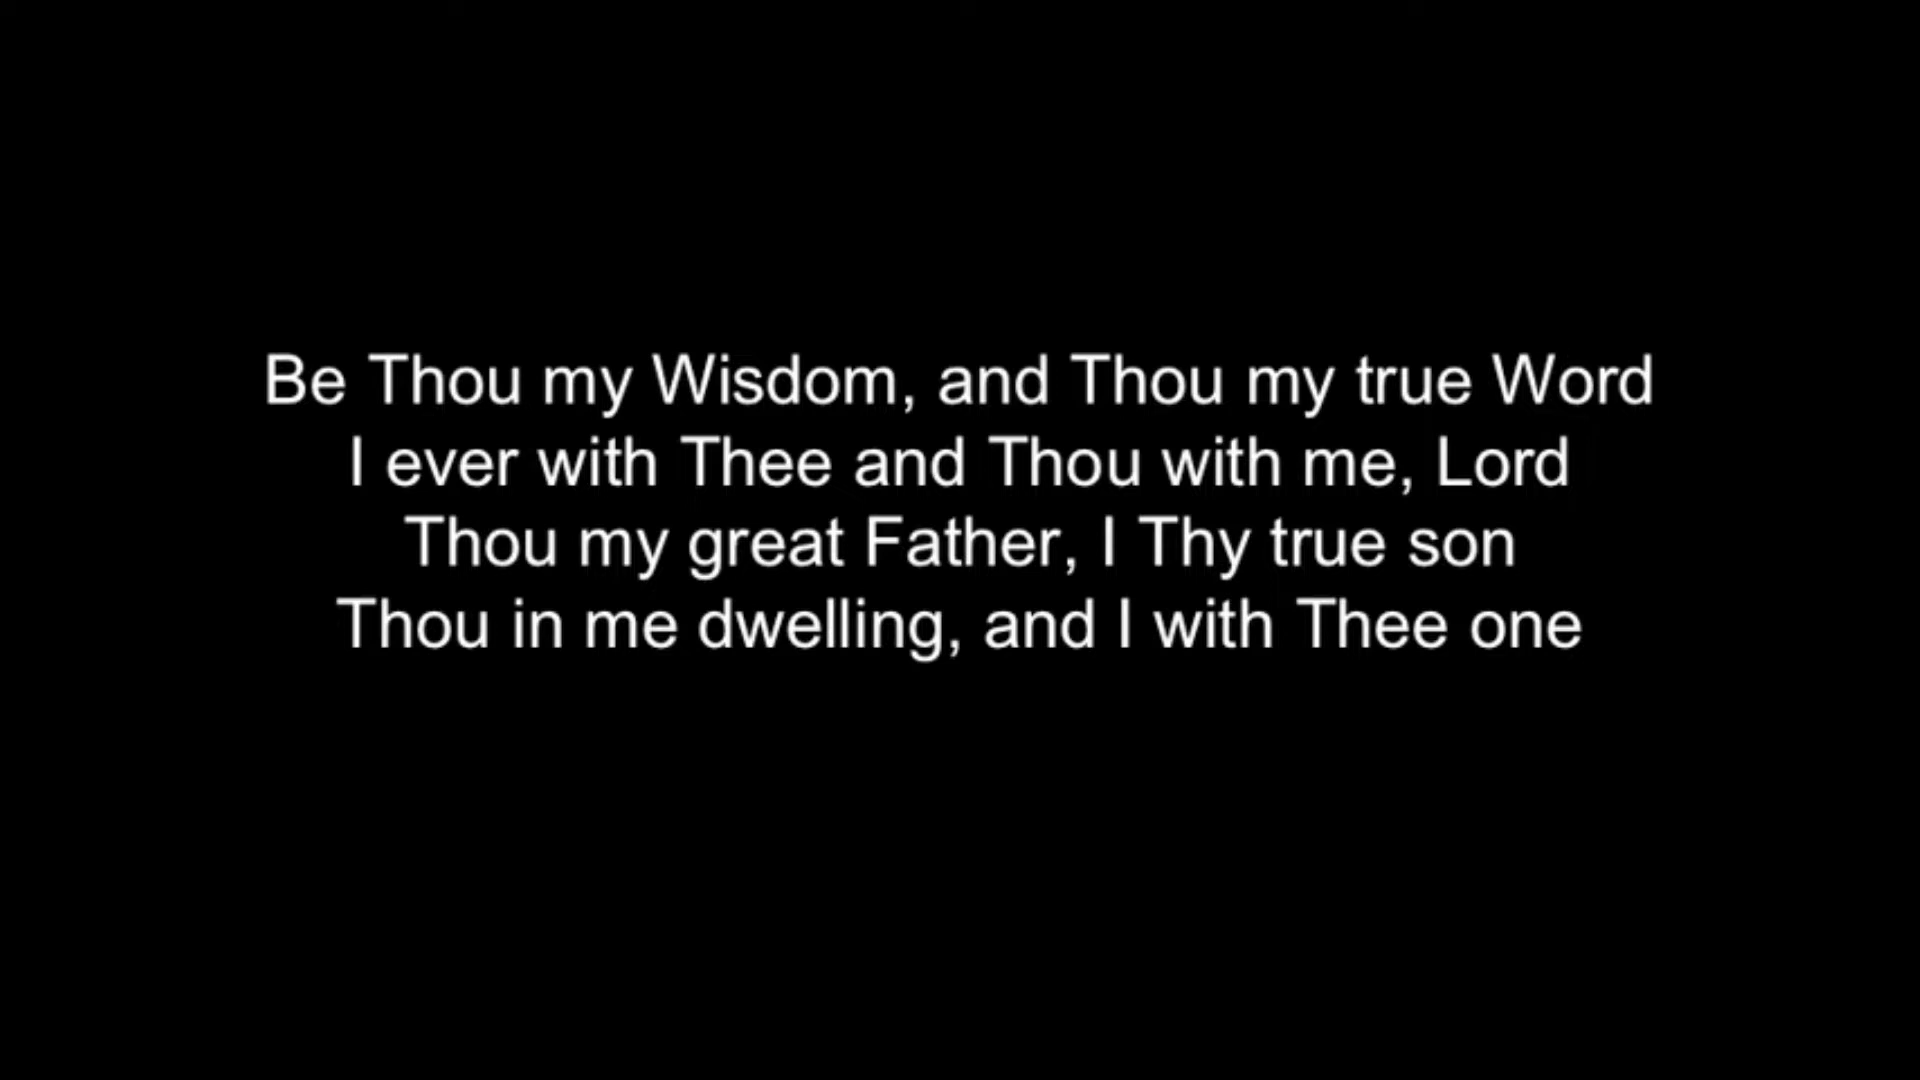 Be Thou my Wisdom, and Thou my true Word
I ever with Thee and Thou with me, Lord
Thou my great Father, I Thy true son
Thou in me dwelling, and I with Thee one